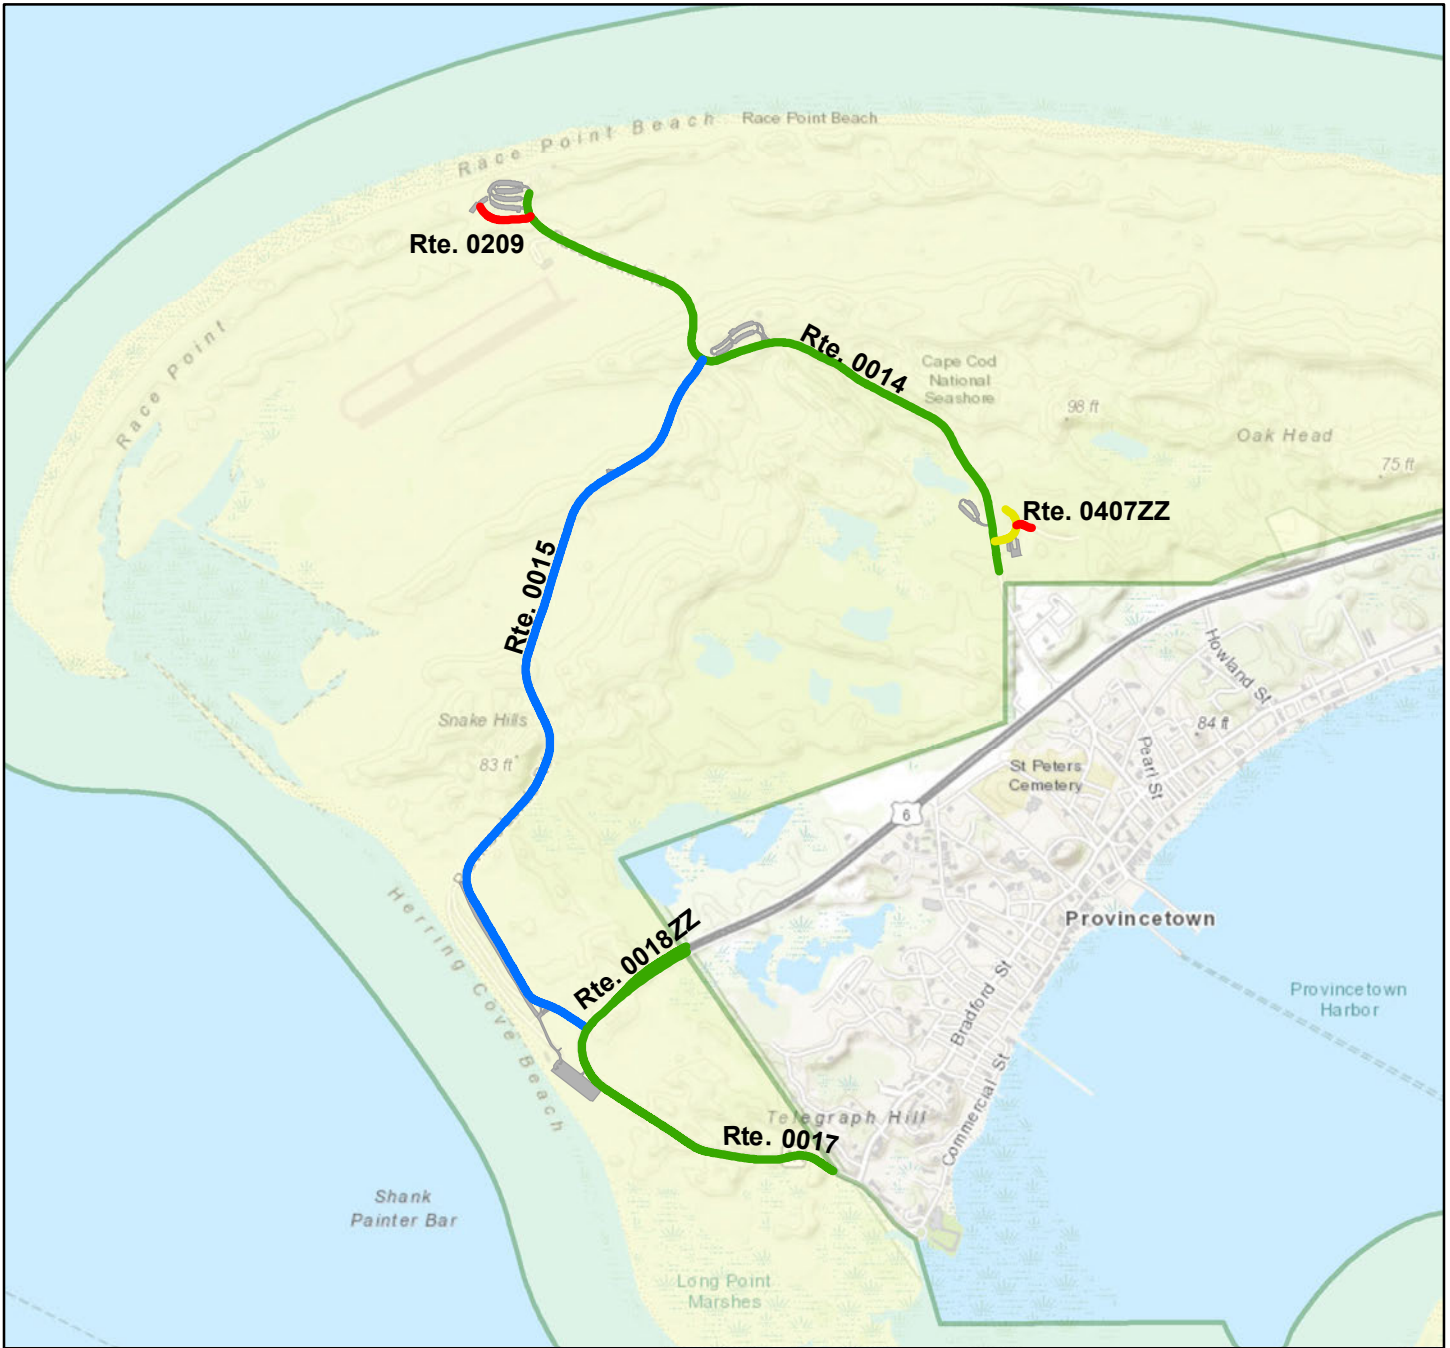 Race Point Beach
Race Point Beach
Rte. 0209
Race Point
Rte. 0014
Cape Cod
National
Seashore
98 ft
Oak Head
75 ft
Rte. 0407ZZ
Rte. 0015
Howland St
Snake Hills
83 ft
84 ft
Pearl St
St Peters
Cemetery
6
Herring Cove Beach
Rte. 0018ZZ
Provincetown
Bradford St
Provincetown
Harbor
Commercial St
Telegraph Hill
Rte. 0017
Shank
Painter Bar
Long Point
Marshes